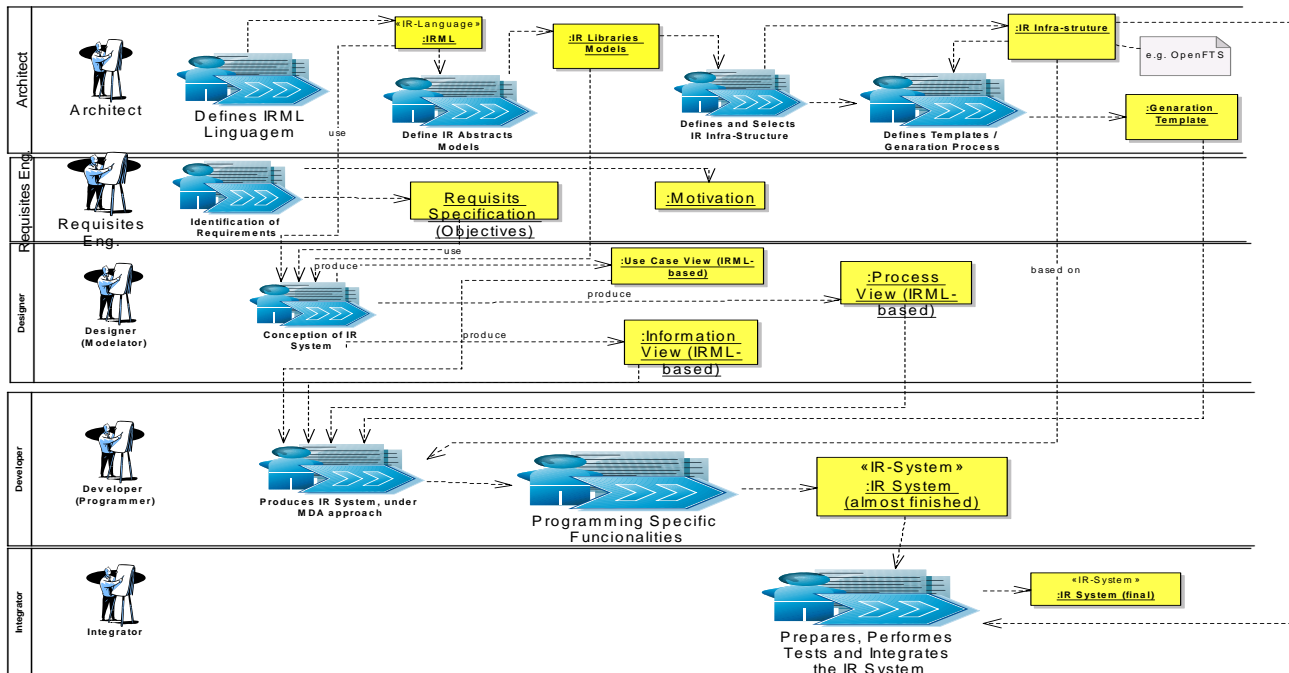 Architect
Architect
Defines IRML
Linguagem
«IR-Language»
:IRML
use
Define IR Abstracts
Models
:IR Libraries
Models
Defines and Selects
IR Infra-Structure
:IR Infra-struture
e.g. OpenFTS
Defines Templates /
Genaration Process
:Genaration
Template
Requisites Eng.
Requisites
Eng.
Identification of
Requirements
Requisits
Specification
(Objectives)
:Motivation
use
Designer
Designer
(Modelator)
produce
Conception of IR
System
:Use Case View (IRML-
based)
produce
:Process
View (IRML-
based)
based on
produce
:Information
View (IRML-
based)
Developer
Developer
(Programmer)
Produces IR System, under
MDA approach
Programming Specific
Funcionalities
«IR-System»
:IR System
(almost finished)
Integrator
Integrator
Prepares, Performes
Tests and Integrates
the IR System
«IR-System»
:IR System (final)